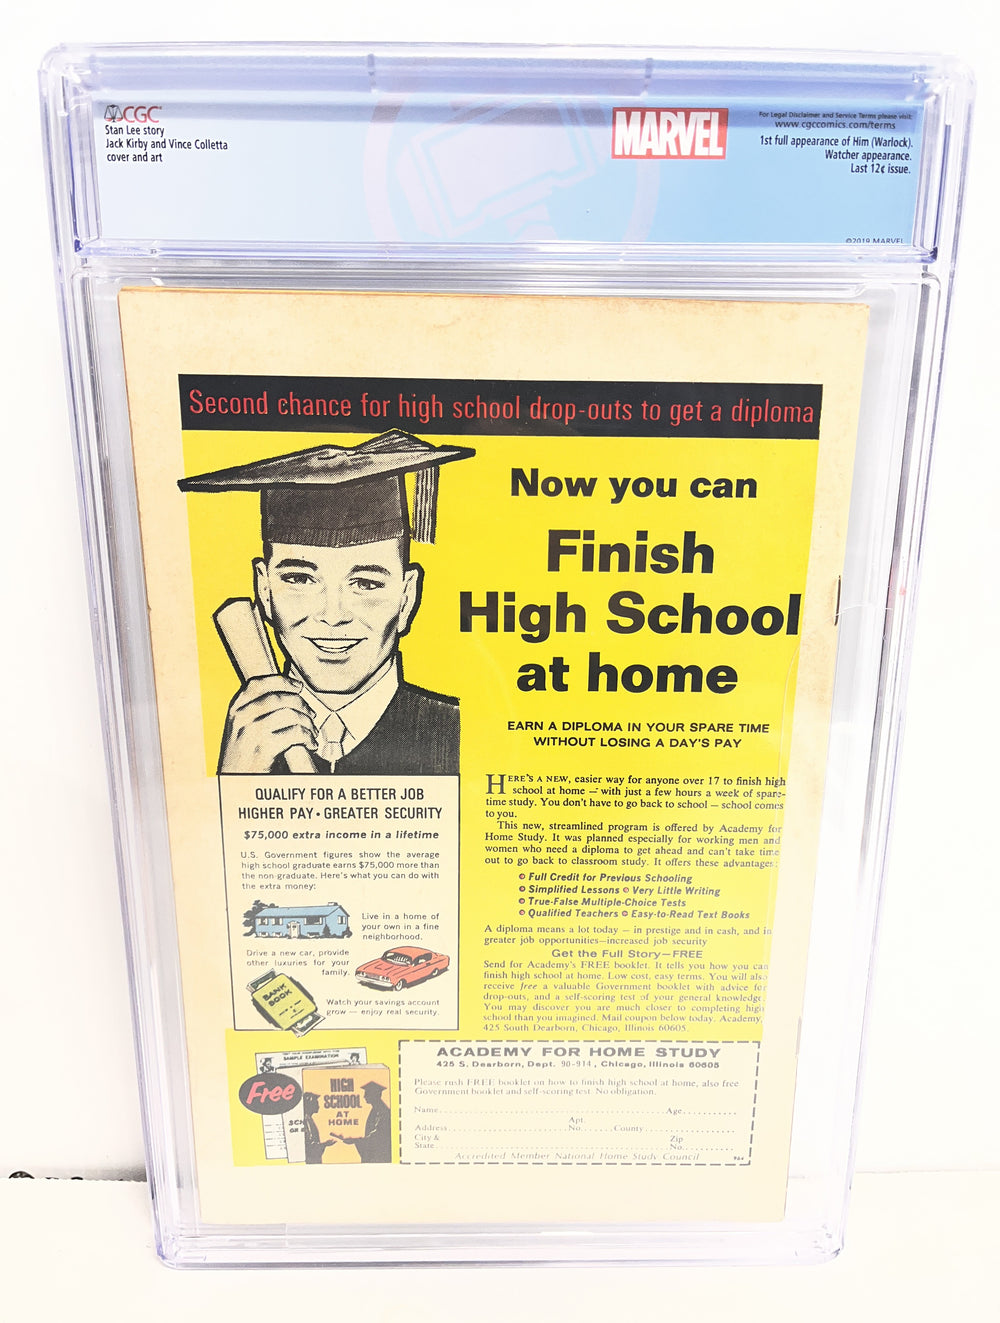 CGC
Stan Lee story
Jack Kirby and Vince Colletta
cover and art
MARVEL
For Legal Disclaimer and Service Terms please visit:
www.cgccomics.com/terms
1st full appearance of Him (Warlock).
Watcher appearance.
Last 12¢ issue.
©2019 MARVEL
Second chance for high school drop-outs to get a diploma
Now you can
Finish
High School
at home
EARN A DIPLOMA IN YOUR SPARE TIME
WITHOUT LOSING A DAY'S PAY
HERE'S A NEW, easier way for anyone over 17 to finish high
school at home — with just a few hours a week of spare-
time study. You don't have to go back to school — school comes
to you.
This new, streamlined program is offered by Academy for
Home Study. It was planned especially for working men and
women who need a diploma to get ahead and can't take time
out to go back to classroom study. It offers these advantages:
Full Credit for Previous Schooling
Simplified Lessons Very Little Writing
True-False Multiple-Choice Tests
Qualified Teachers Easy-to-Read Text Books
A diploma means a lot today — in prestige and in cash, and in
greater job opportunities—increased job security
Get the Full Story—FREE
Send for Academy's FREE booklet. It tells you how you can
finish high school at home. Low cost, easy terms. You will also
receive free a valuable Government booklet with advice for
drop-outs, and a self-scoring test of your general knowledge.
You may discover you are much closer to completing high
school than you imagined. Mail coupon below today. Academy,
425 South Dearborn, Chicago, Illinois 60605.
QUALIFY FOR A BETTER JOB
HIGHER PAY • GREATER SECURITY
$75,000 extra income in a lifetime
U.S. Government figures show the average
high school graduate earns $75,000 more than
the non-graduate. Here's what you can do with
the extra money:
Live in a home of
your own in a fine
neighborhood.
Drive a new car, provide
other luxuries for your
family.
BANK
BOOK
Watch your savings account
grow — enjoy real security.
SAMPLE EXAMINATION
Free
HIGH
SCHOOL
AT
HOME
ACADEMY FOR HOME STUDY
425 S. Dearborn, Dept. 90-914, Chicago, Illinois 60605
Please rush FREE booklet on how to finish high school at home, also free
Government booklet and self-scoring test. No obligation.
Name Age
Apt.
Address No. County
City & Zip
State No.
Accredited Member National Home Study Council